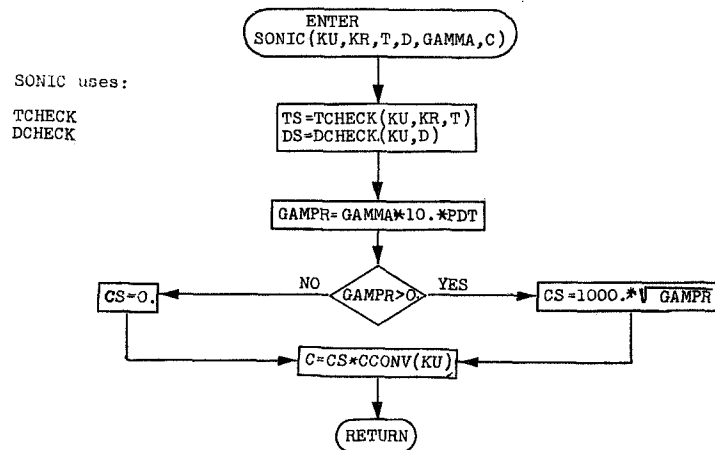 ENTER
SONIC(KU,KR,T,D,GAMMA,C)
SONIC uses:
TCHECK
DCHECK
TS=TCHECK(KU,KR,T)
DS=DCHECK(KU,D)
GAMPR=GAMMA*10.*PDT
NO
GAMPR>0.
YES
CS=0.
CS=1000.*√GAMPR
C=CS*CCONV(KU)
RETURN